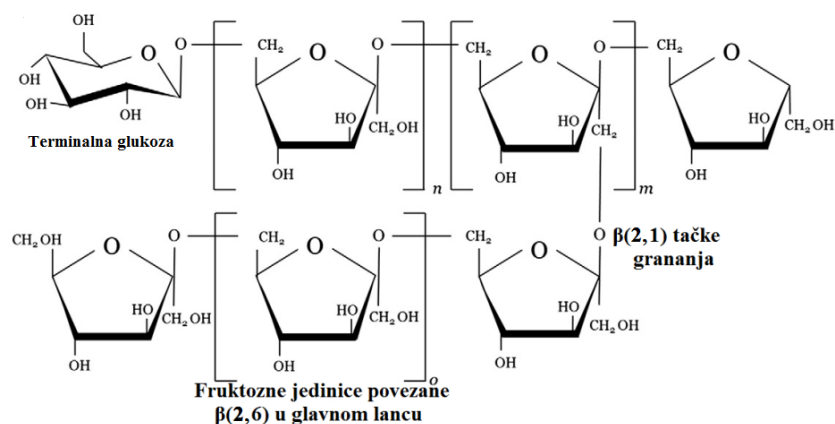 OH
OH
OH
HO
OH
O
O
CH₂
O
O
HO
CH₂OH
OH
n
CH₂
O
O
HO
CH₂
OH
m
CH₂
O
HO
CH₂OH
OH
Terminalna glukoza
CH₂OH
O
O
HO
CH₂OH
OH
CH₂
O
O
HO
CH₂OH
OH
o
CH₂
O
O
HO
CH₂OH
OH
β(2,1) tačke
grananja
Fruktozne jedinice povezane
β(2,6) u glavnom lancu